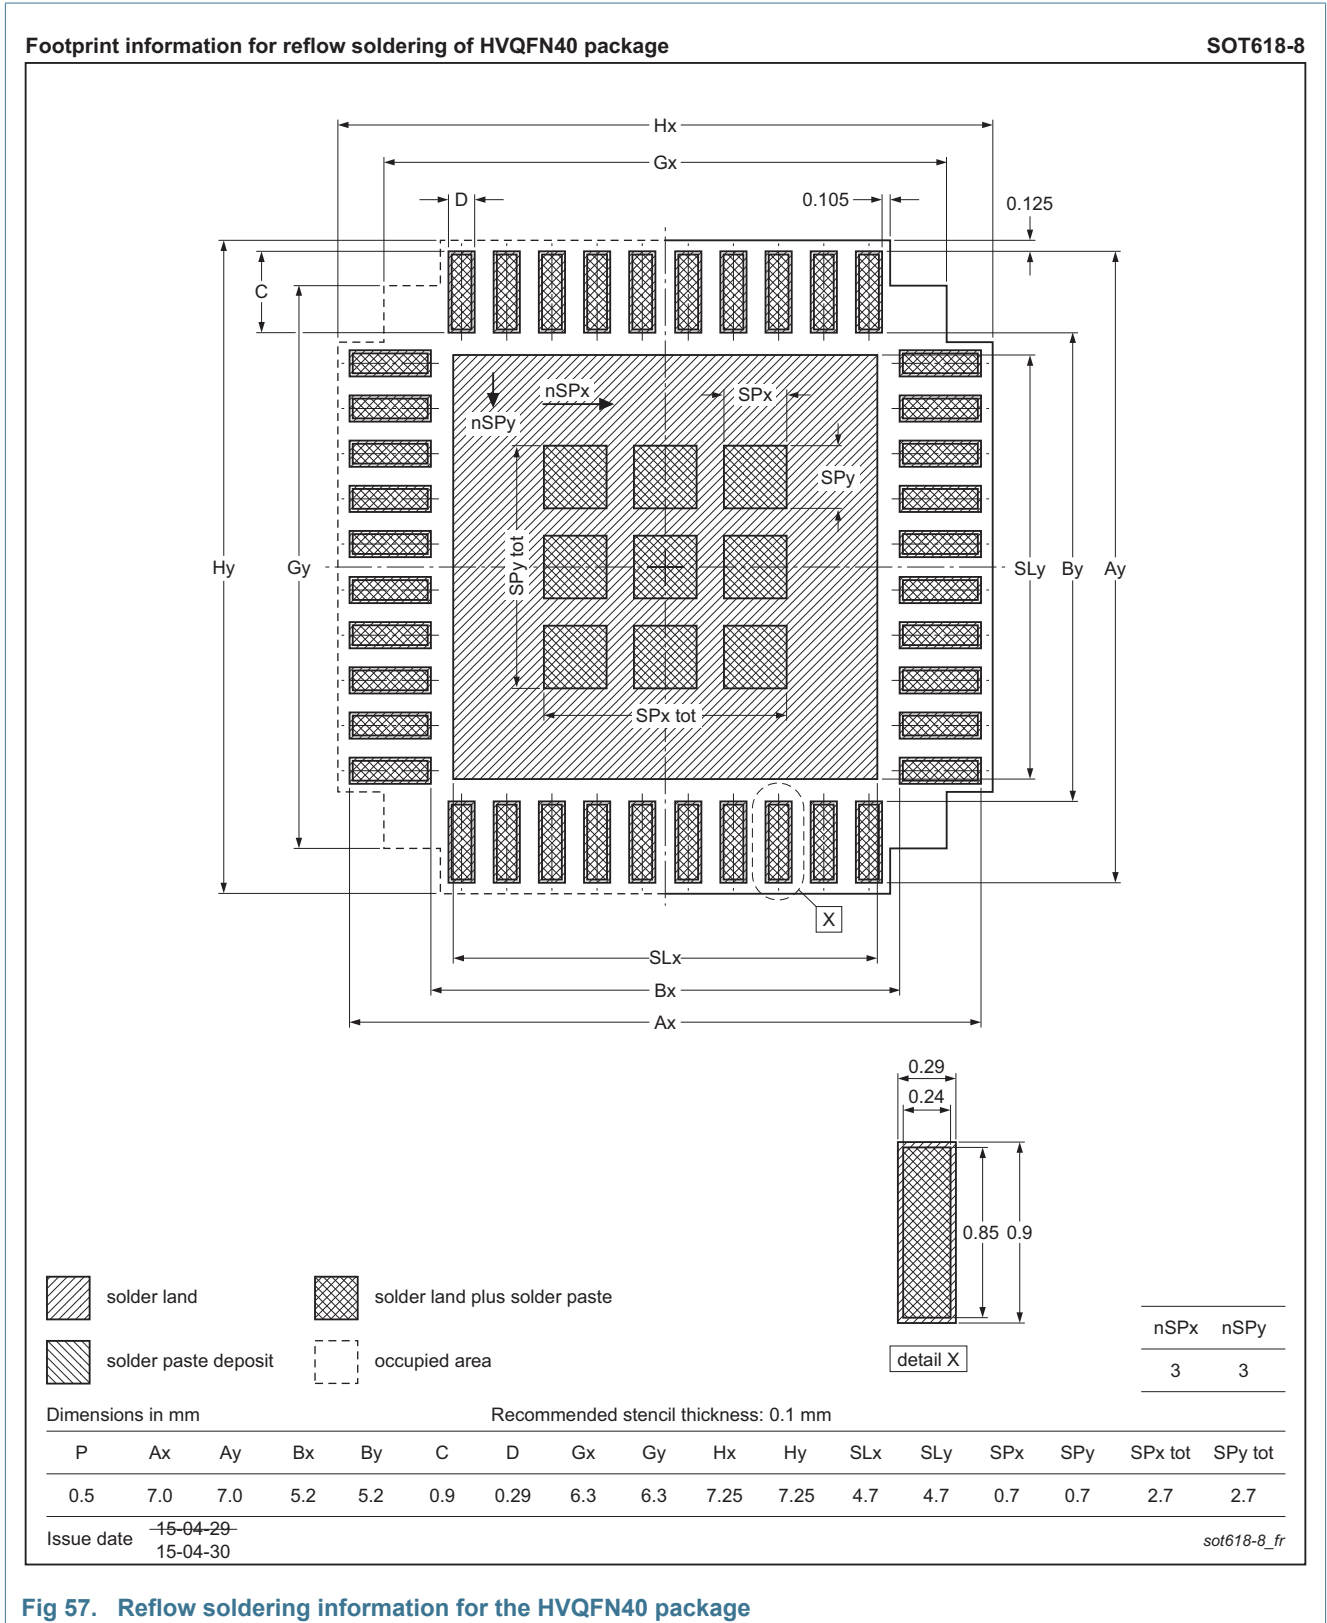 Footprint information for reflow soldering of HVQFN40 package SOT618-8
Hx
Gx
D
0.105
0.125
C
nSPx
SPx
nSPy
SPy
SPy tot
Hy
Gy
SLy
By
Ay
SPx tot
X
SLx
Bx
Ax
0.29
0.24
0.85
0.9
detail X
solder land
solder land plus solder paste
solder paste deposit
occupied area
nSPx nSPy
3 3
Dimensions in mm
Recommended stencil thickness: 0.1 mm
P Ax Ay Bx By C D Gx Gy Hx Hy SLx SLy SPx SPy SPx tot SPy tot
0.5 7.0 7.0 5.2 5.2 0.9 0.29 6.3 6.3 7.25 7.25 4.7 4.7 0.7 0.7 2.7 2.7
Issue date
15-04-29
15-04-30
sot618-8_fr
Fig 57. Reflow soldering information for the HVQFN40 package